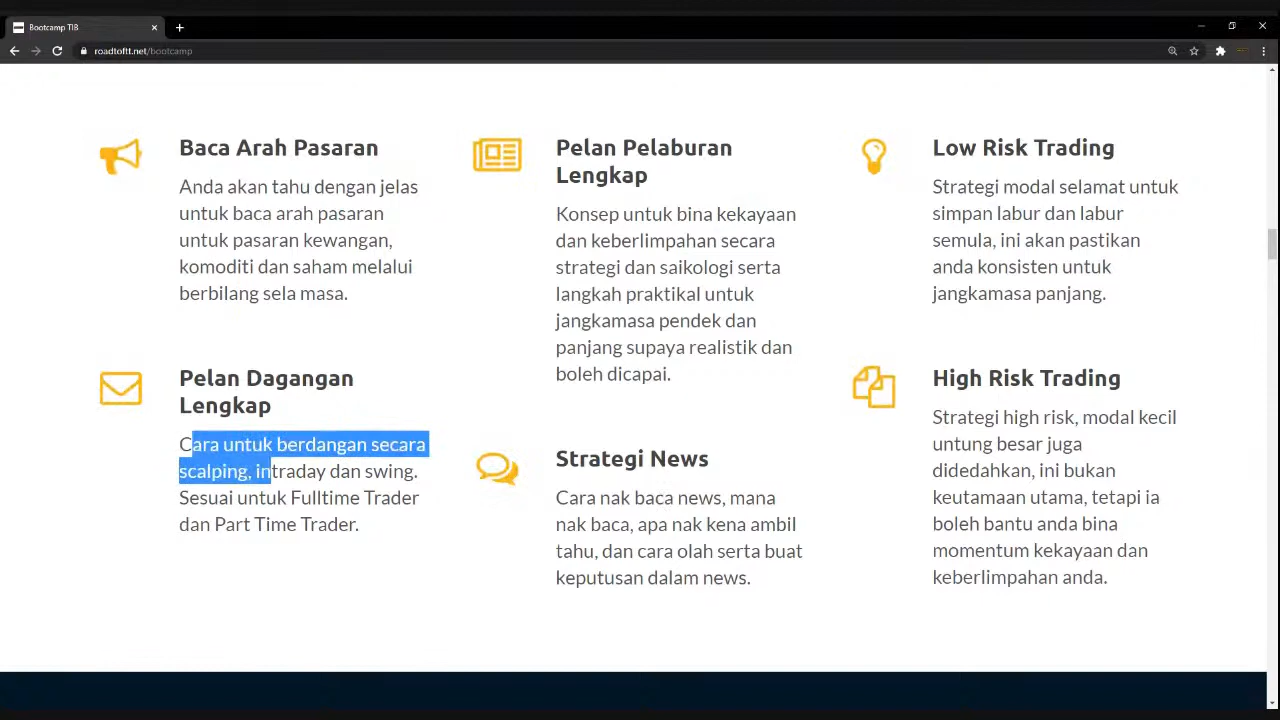 Bootcamp TIB
roadtoftt.net/bootcamp
Baca Arah Pasaran
Anda akan tahu dengan jelas
untuk baca arah pasaran
untuk pasaran kewangan,
komoditi dan saham melalui
berbilang sela masa.
Pelan Pelaburan
Lengkap
Konsep untuk bina kekayaan
dan keberlimpahan secara
strategi dan saikologi serta
langkah praktikal untuk
jangkamasa pendek dan
panjang supaya realistik dan
boleh dicapai.
Low Risk Trading
Strategi modal selamat untuk
simpan labur dan labur
semula, ini akan pastikan
anda konsisten untuk
jangkamasa panjang.
Pelan Dagangan
Lengkap
Cara untuk berdangan secara
scalping, intraday dan swing.
Sesuai untuk Fulltime Trader
dan Part Time Trader.
Strategi News
Cara nak baca news, mana
nak baca, apa nak kena ambil
tahu, dan cara olah serta buat
keputusan dalam news.
High Risk Trading
Strategi high risk, modal kecil
untung besar juga
didedahkan, ini bukan
keutamaan utama, tetapi ia
boleh bantu anda bina
momentum kekayaan dan
keberlimpahan anda.